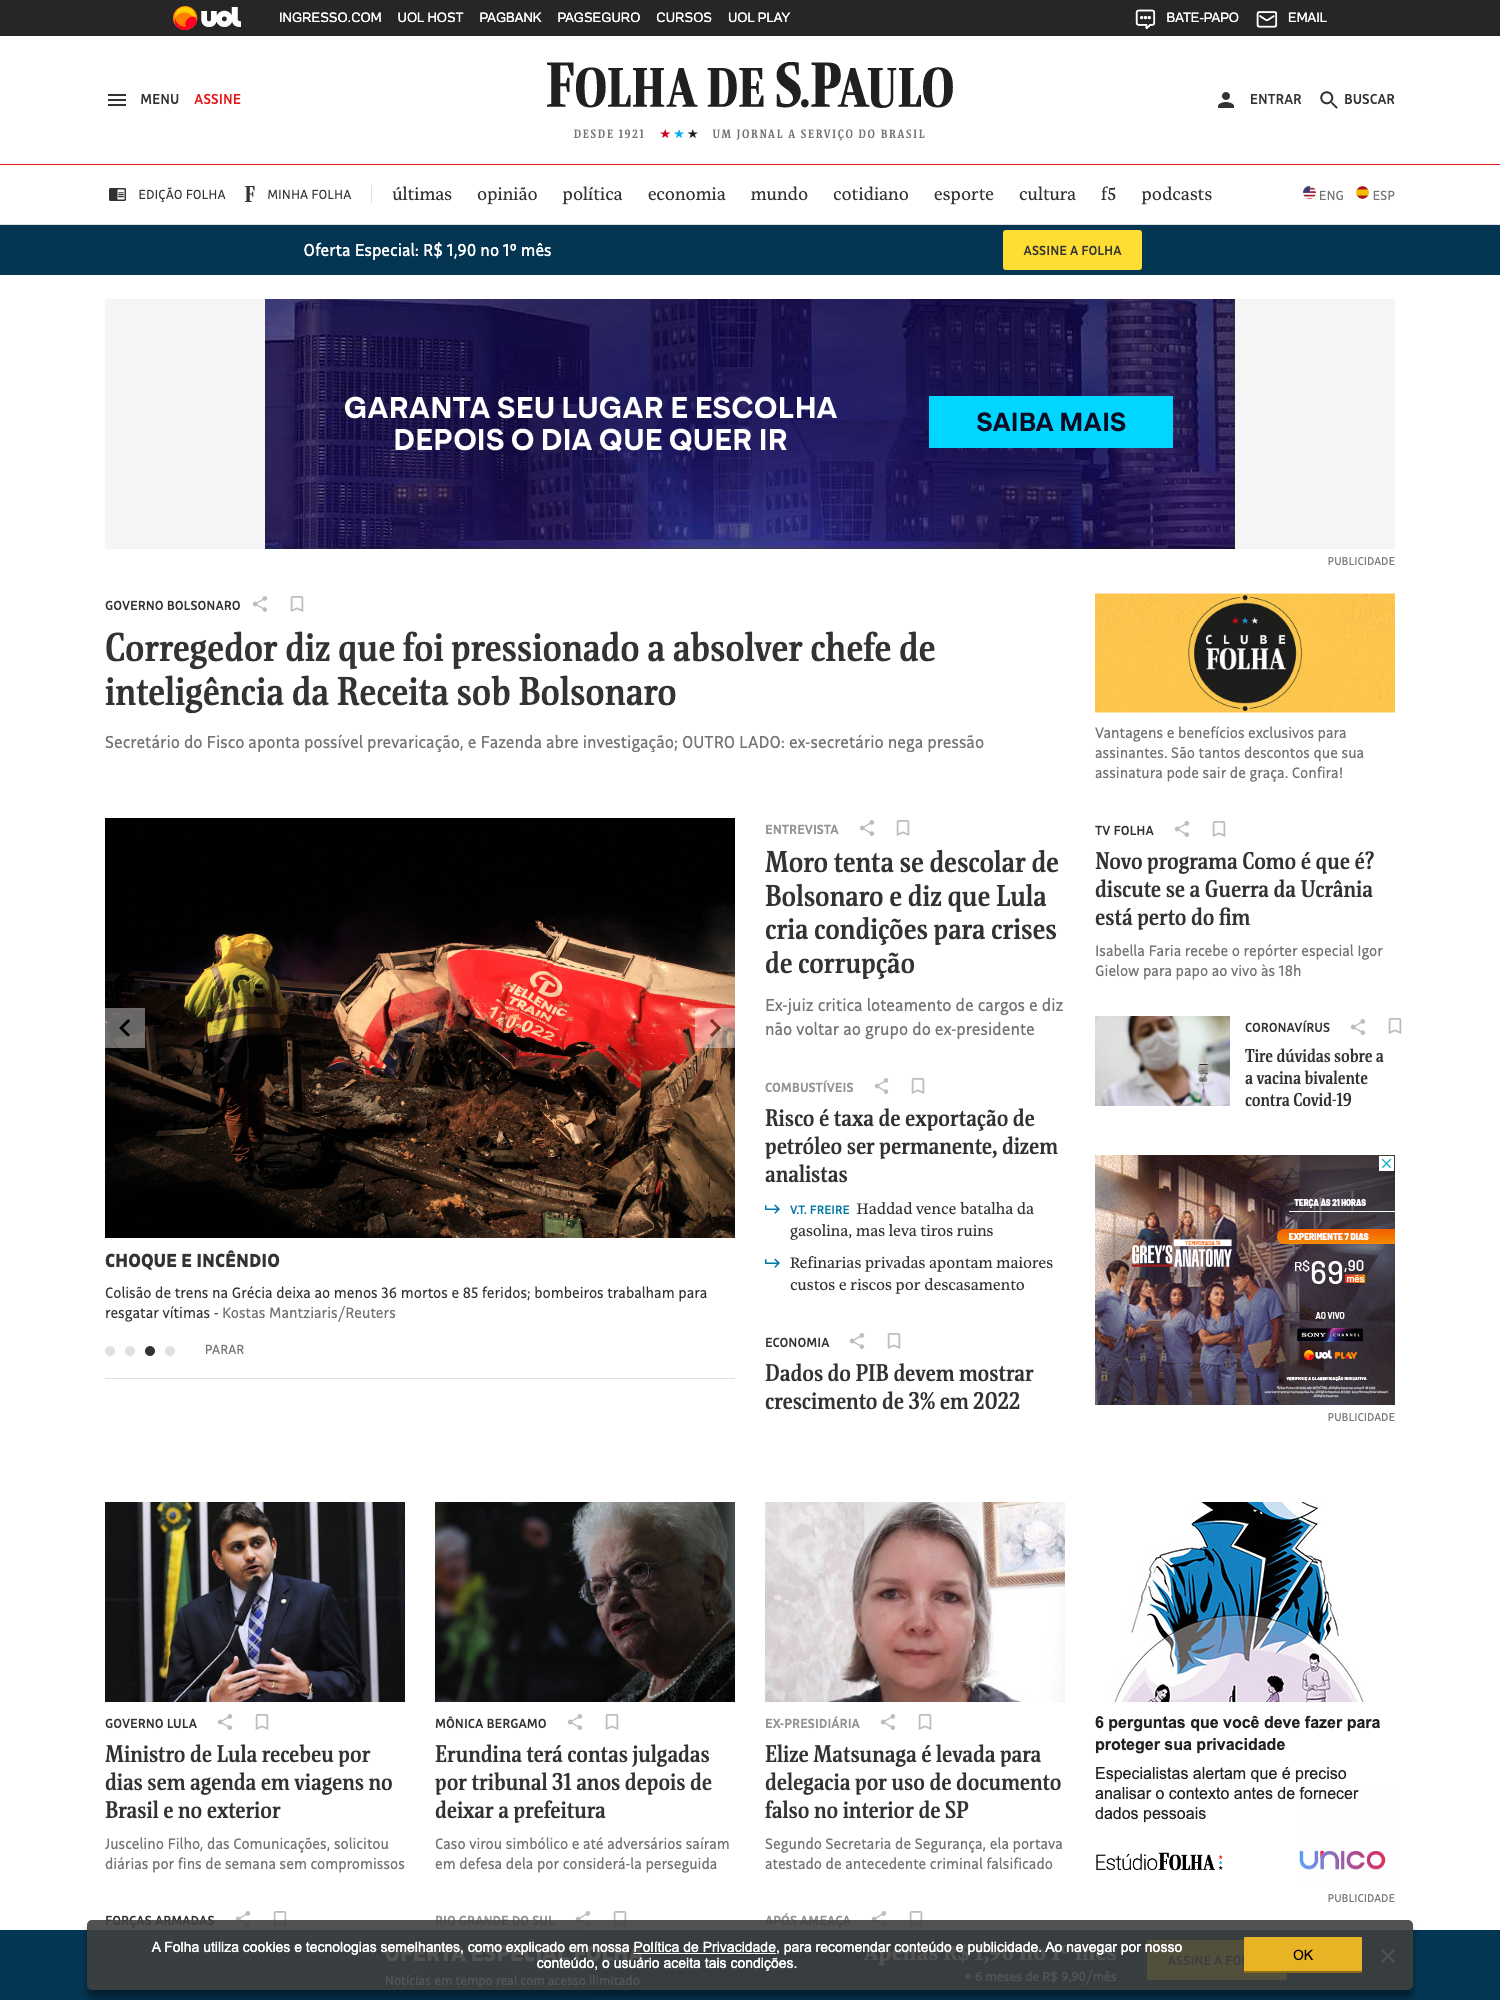 uol INGRESSO.COM UOL HOST PAGBANK PAGSEGURO CURSOS UOL PLAY BATE-PAPO EMAIL
MENU ASSINE
FOLHA DE S.PAULO
DESDE 1921 ★★★ UM JORNAL A SERVIÇO DO BRASIL
ENTRAR BUSCAR
EDIÇÃO FOLHA F MINHA FOLHA últimas opinião política economia mundo cotidiano esporte cultura f5 podcasts ENG ESP
Oferta Especial: R$ 1,90 no 1º mês ASSINE A FOLHA
GARANTA SEU LUGAR E ESCOLHA
DEPOIS O DIA QUE QUER IR
SAIBA MAIS
PUBLICIDADE
GOVERNO BOLSONARO
Corregedor diz que foi pressionado a absolver chefe de
inteligência da Receita sob Bolsonaro
Secretário do Fisco aponta possível prevaricação, e Fazenda abre investigação; OUTRO LADO: ex-secretário nega pressão
CLUBE
FOLHA
Vantagens e benefícios exclusivos para
assinantes. São tantos descontos que sua
assinatura pode sair de graça. Confira!
HELLENIC
TRAIN
120-022
CHOQUE E INCÊNDIO
Colisão de trens na Grécia deixa ao menos 36 mortos e 85 feridos; bombeiros trabalham para
resgatar vítimas - Kostas Mantziaris/Reuters
PARAR
ENTREVISTA
Moro tenta se descolar de
Bolsonaro e diz que Lula
cria condições para crises
de corrupção
Ex-juiz critica loteamento de cargos e diz
não voltar ao grupo do ex-presidente
COMBUSTÍVEIS
Risco é taxa de exportação de
petróleo ser permanente, dizem
analistas
V.T. FREIRE Haddad vence batalha da
gasolina, mas leva tiros ruins
Refinarias privadas apontam maiores
custos e riscos por descasamento
ECONOMIA
Dados do PIB devem mostrar
crescimento de 3% em 2022
TV FOLHA
Novo programa Como é que é?
discute se a Guerra da Ucrânia
está perto do fim
Isabella Faria recebe o repórter especial Igor
Gielow para papo ao vivo às 18h
CORONAVÍRUS
Tire dúvidas sobre a
a vacina bivalente
contra Covid-19
TERÇA ÀS 21 HORAS
EXPERIMENTE 7 DIAS
GREY'S ANATOMY
R$69,90
mês
AO VIVO
SONY CHANNEL
uol PLAY
VERIFIQUE A CLASSIFICAÇÃO INDICATIVA
PUBLICIDADE
GOVERNO LULA
Ministro de Lula recebeu por
dias sem agenda em viagens no
Brasil e no exterior
Juscelino Filho, das Comunicações, solicitou
diárias por fins de semana sem compromissos
FORÇAS ARMADAS
MÔNICA BERGAMO
Erundina terá contas julgadas
por tribunal 31 anos depois de
deixar a prefeitura
Caso virou simbólico e até adversários saíram
em defesa dela por considerá-la perseguida
RIO GRANDE DO SUL
EX-PRESIDIÁRIA
Elize Matsunaga é levada para
delegacia por uso de documento
falso no interior de SP
Segundo Secretaria de Segurança, ela portava
atestado de antecedente criminal falsificado
APÓS AMEAÇA
6 perguntas que você deve fazer para
proteger sua privacidade
Especialistas alertam que é preciso
analisar o contexto antes de fornecer
dados pessoais
EstúdioFOLHA unico
PUBLICIDADE
A Folha utiliza cookies e tecnologias semelhantes, como explicado em nossa Política de Privacidade, para recomendar conteúdo e publicidade. Ao navegar por nosso
conteúdo, o usuário aceita tais condições.
OK
Notícias em tempo real com acesso ilimitado
Apenas R$ 1,90 no 1º mês
+ 6 meses de R$ 9,90/mês
ASSINE A FO